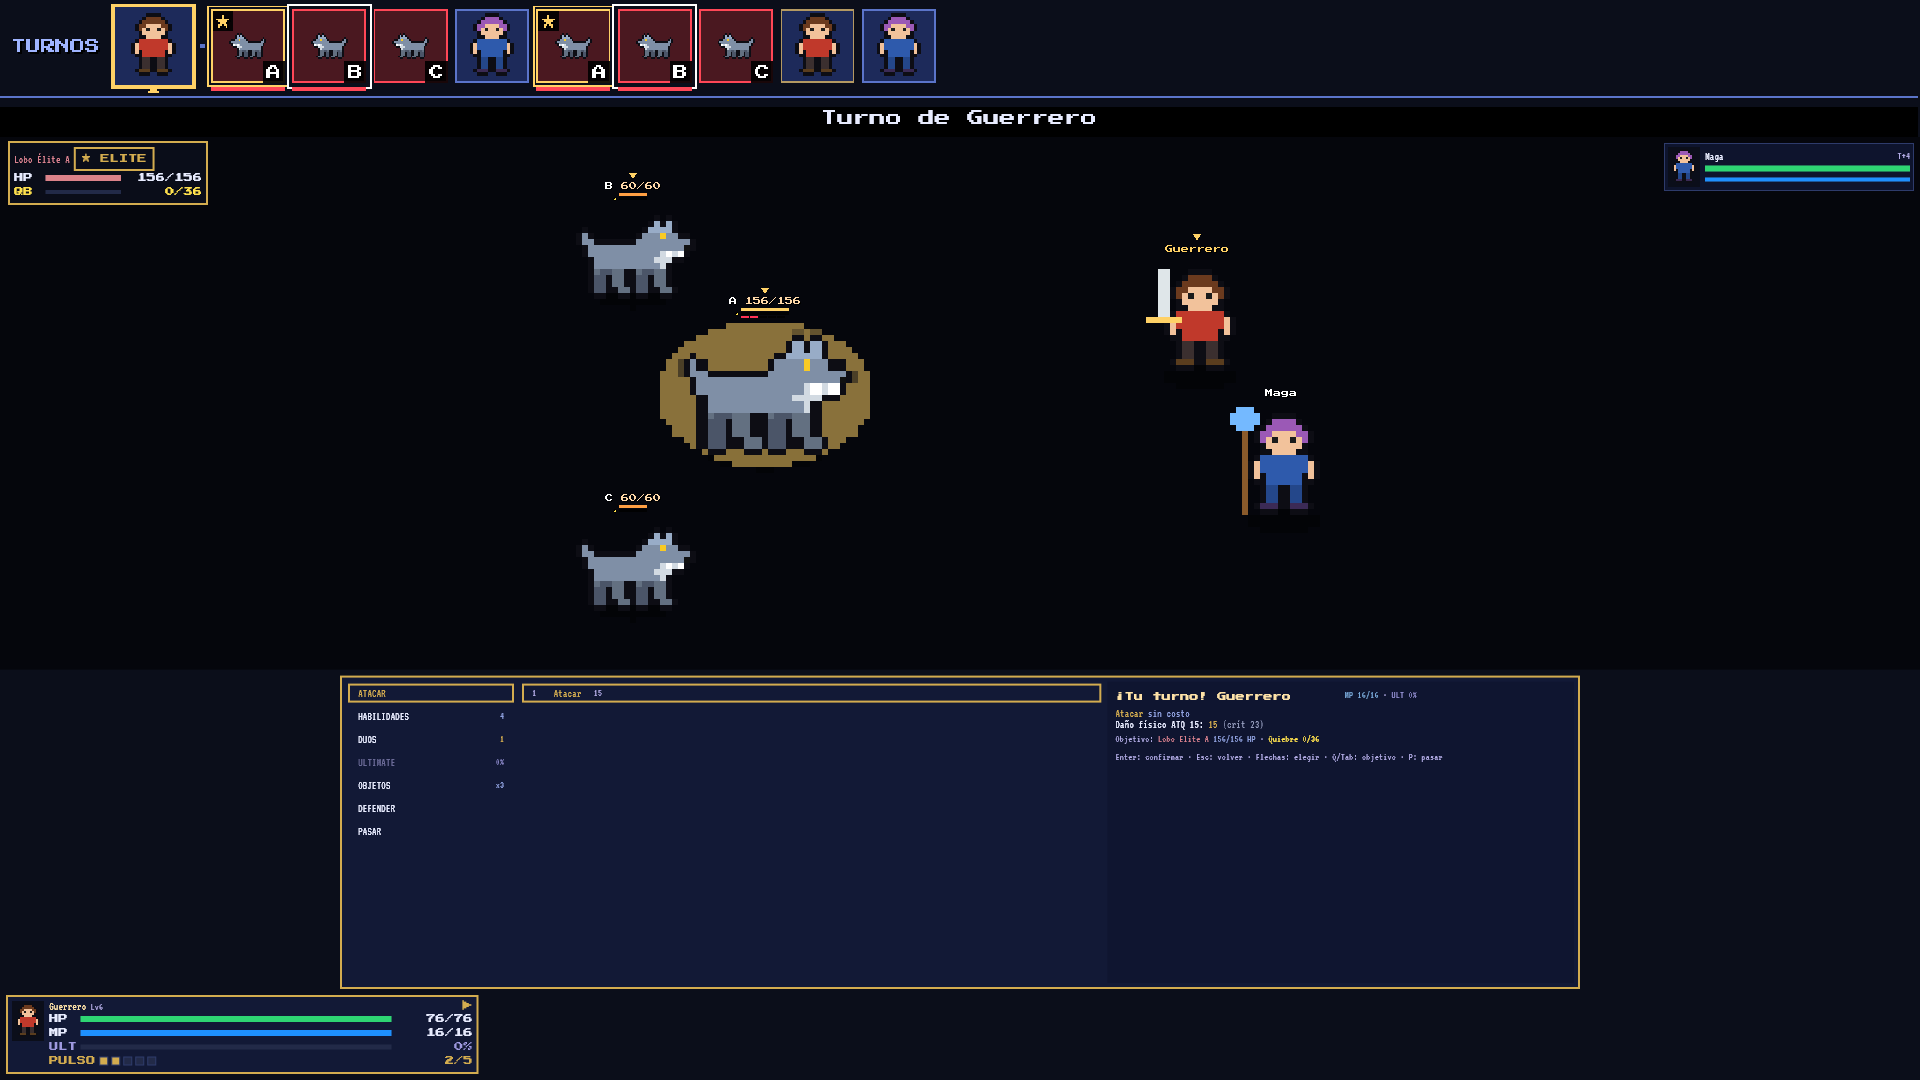 TURNOS
A B C A B C
Turno de Guerrero
Lobo Élite A ★ ELITE
HP 156/156
QB 0/36
Maga T+4
B 60/60
A 156/156
C 60/60
Guerrero
Maga
ATACAR
HABILIDADES 4
DUOS 1
ULTIMATE 0%
OBJETOS x3
DEFENDER
PASAR
1 Atacar 15
¡Tu turno! Guerrero MP 16/16 · ULT 0%
Atacar sin costo
Daño físico ATQ 15: 15 (crit 23)
Objetivo: Lobo Élite A 156/156 HP · Quiebre 0/36
Enter: confirmar · Esc: volver · Flechas: elegir · Q/Tab: objetivo · P: pasar
Guerrero Lv6
HP 76/76
MP 16/16
ULT 0%
PULSO 2/5